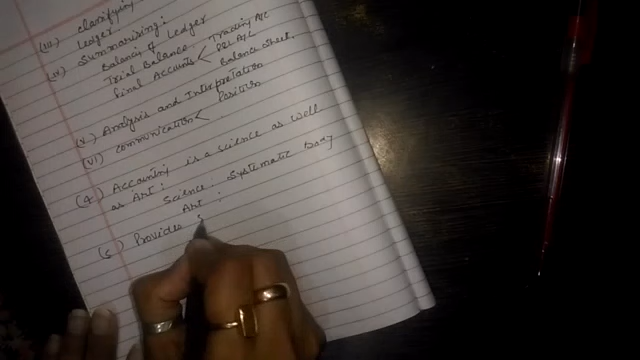 (iii) Classifying
Ledger.
(iv) Summarising:
Balancing of Ledger
Trial Balance. Trading A/C
Final Accounts < P&L A/C
Balance Sheet.
(v) Analysis and Interpretation
(vi) Communication < Position
(4) Accounting is a science as well
as Art:
Science: Systematic body
Art :
(5) Provides